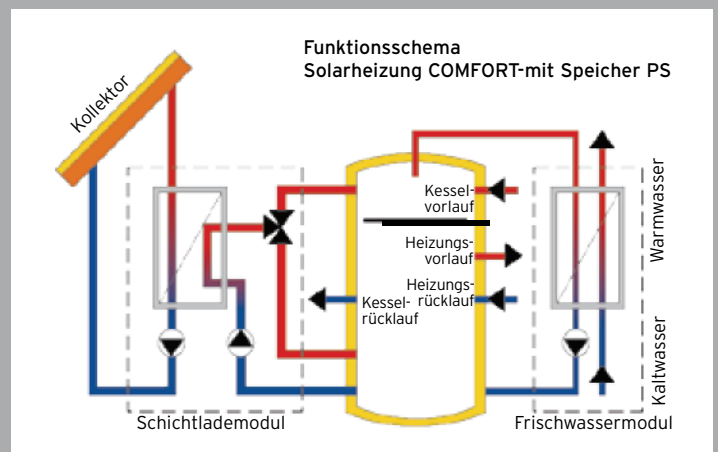 Funktionsschema
Solarheizung COMFORT-mit Speicher PS
Kollektor
Kessel-
vorlauf
Heizungs-
vorlauf
Heizungs-
rücklauf
Kessel-
rücklauf
Warmwasser
Kaltwasser
Schichtlademodul
Frischwassermodul